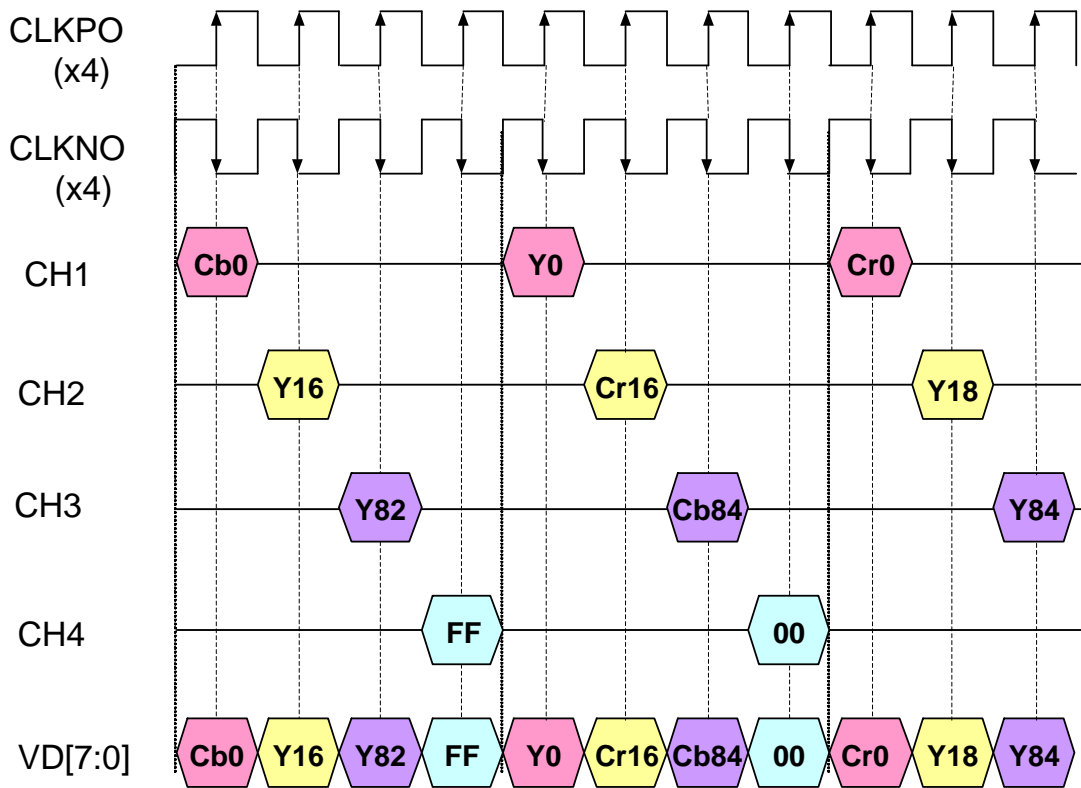 CLKPO
(x4)
CLKNO
(x4)
CH1 Cb0 Y0 Cr0
CH2 Y16 Cr16 Y18
CH3 Y82 Cb84 Y84
CH4 FF 00
VD[7:0] Cb0 Y16 Y82 FF Y0 Cr16 Cb84 00 Cr0 Y18 Y84